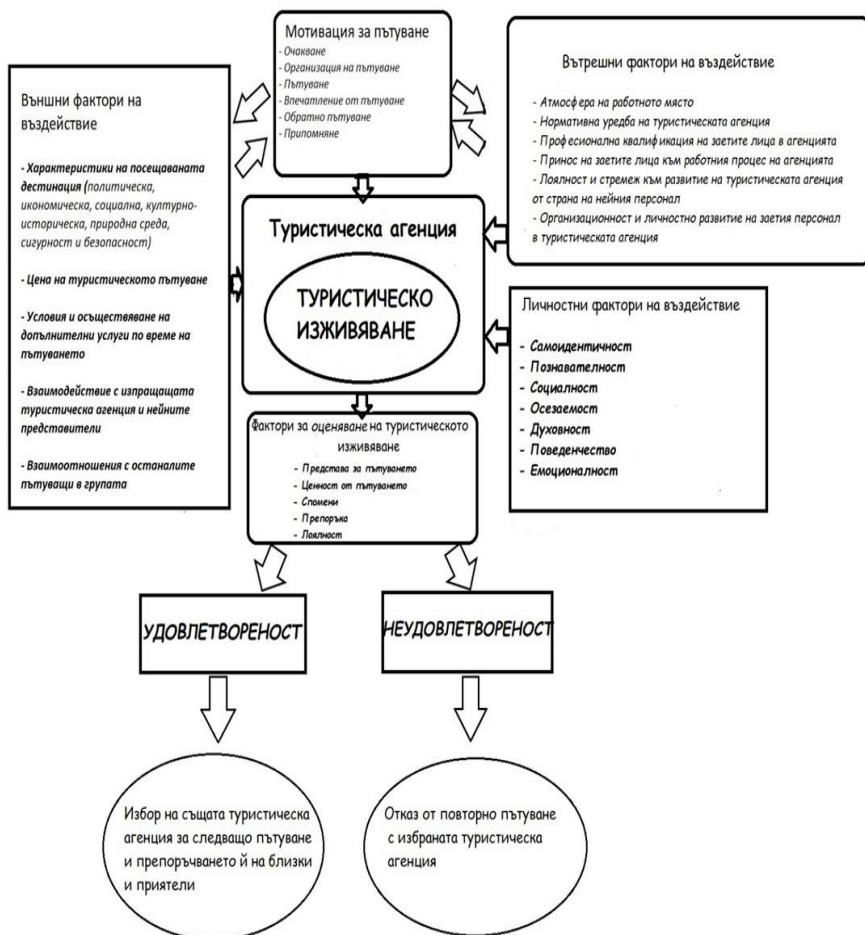 Мотивация за пътуване
- Очакване
- Организация на пътуване
- Пътуване
- Впечатление от пътуване
- Обратно пътуване
- Припомняне
Външни фактори на
въздействие
- Характеристики на посещаваната
дестинация (политическа,
икономическа, социална, културно-
историческа, природна среда,
сигурност и безопасност)
- Цена на туристическото пътуване
- Условия и осъществяване на
допълнителни услуги по време на
пътуването
- Взаимодействие с изпращащата
туристическа агенция и нейните
представители
- Взаимоотношения с останалите
пътуващи в групата
Вътрешни фактори на въздействие
- Атмосфера на работното място
- Нормативна уредба на туристическата агенция
- Професионална квалификация на заетите лица в агенцията
- Принос на заетите лица към работния процес на агенцията
- Лоялност и стремеж към развитие на туристическата агенция
от страна на нейния персонал
- Организационност и личностно развитие на заетия персонал
в туристическата агенция
Туристическа агенция
ТУРИСТИЧЕСКО
ИЗЖИВЯВАНЕ
Личностни фактори на въздействие
- Самоидентичност
- Познавателност
- Социалност
- Осезаемост
- Духовност
- Поведенчество
- Емоционалност
Фактори за оценяване на туристическото
изживяване
- Представа за пътуването
- Ценност от пътуването
- Спомени
- Препоръка
- Лоялност
УДОВЛЕТВОРЕНОСТ
НЕУДОВЛЕТВОРЕНОСТ
Избор на същата туристическа
агенция за следващо пътуване
и препоръчването й на близки
и приятели
Отказ от повторно пътуване
с избраната туристическа
агенция